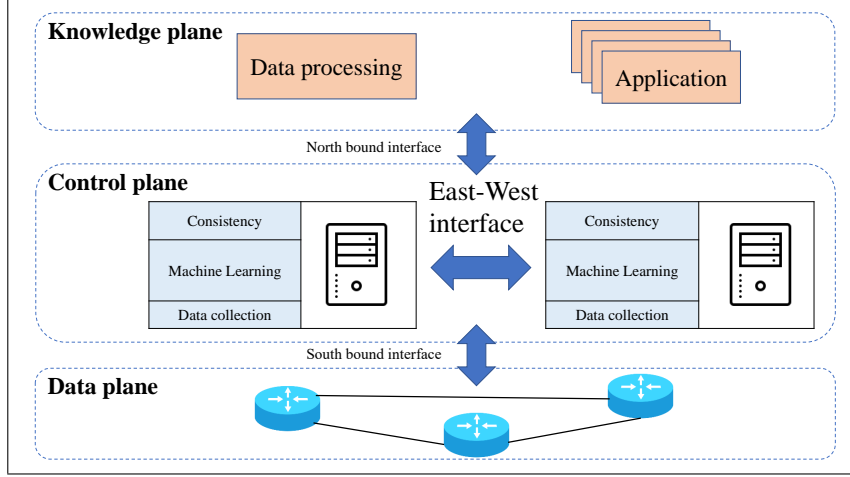 Knowledge plane
Data processing
Application
North bound interface
Control plane
East-West
interface
Consistency
Machine Learning
Data collection
Consistency
Machine Learning
Data collection
South bound interface
Data plane